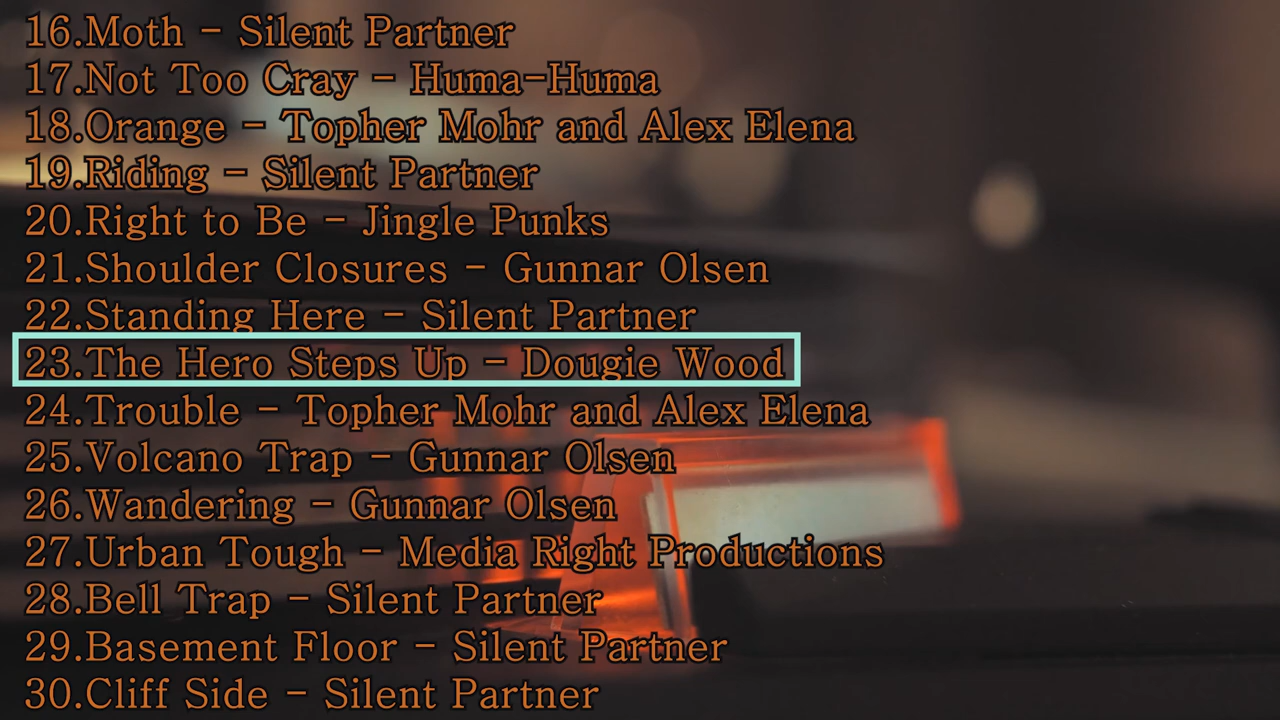 16.Moth - Silent Partner
17.Not Too Cray - Huma-Huma
18.Orange - Topher Mohr and Alex Elena
19.Riding - Silent Partner
20.Right to Be - Jingle Punks
21.Shoulder Closures - Gunnar Olsen
22.Standing Here - Silent Partner
23.The Hero Steps Up - Dougie Wood
24.Trouble - Topher Mohr and Alex Elena
25.Volcano Trap - Gunnar Olsen
26.Wandering - Gunnar Olsen
27.Urban Tough - Media Right Productions
28.Bell Trap - Silent Partner
29.Basement Floor - Silent Partner
30.Cliff Side - Silent Partner